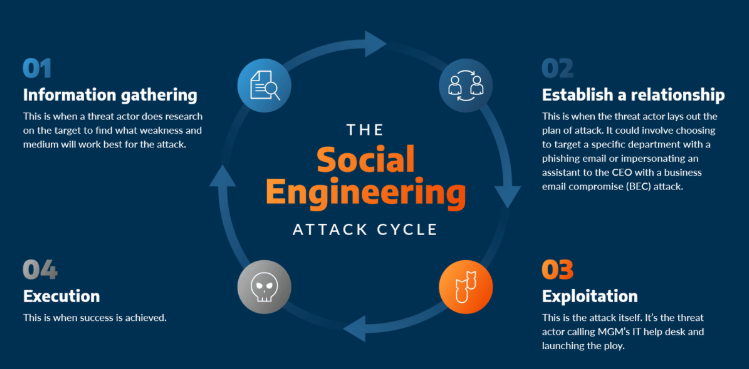 01
Information gathering
This is when a threat actor does research
on the target to find what weakness and
medium will work best for the attack.
02
Establish a relationship
This is when the threat actor lays out the
plan of attack. It could involve choosing
to target a specific department with a
phishing email or impersonating an
assistant to the CEO with a business
email compromise (BEC) attack.
THE
Social
Engineering
ATTACK CYCLE
03
Exploitation
This is the attack itself. It's the threat
actor calling MGM's IT help desk and
launching the ploy.
04
Execution
This is when success is achieved.